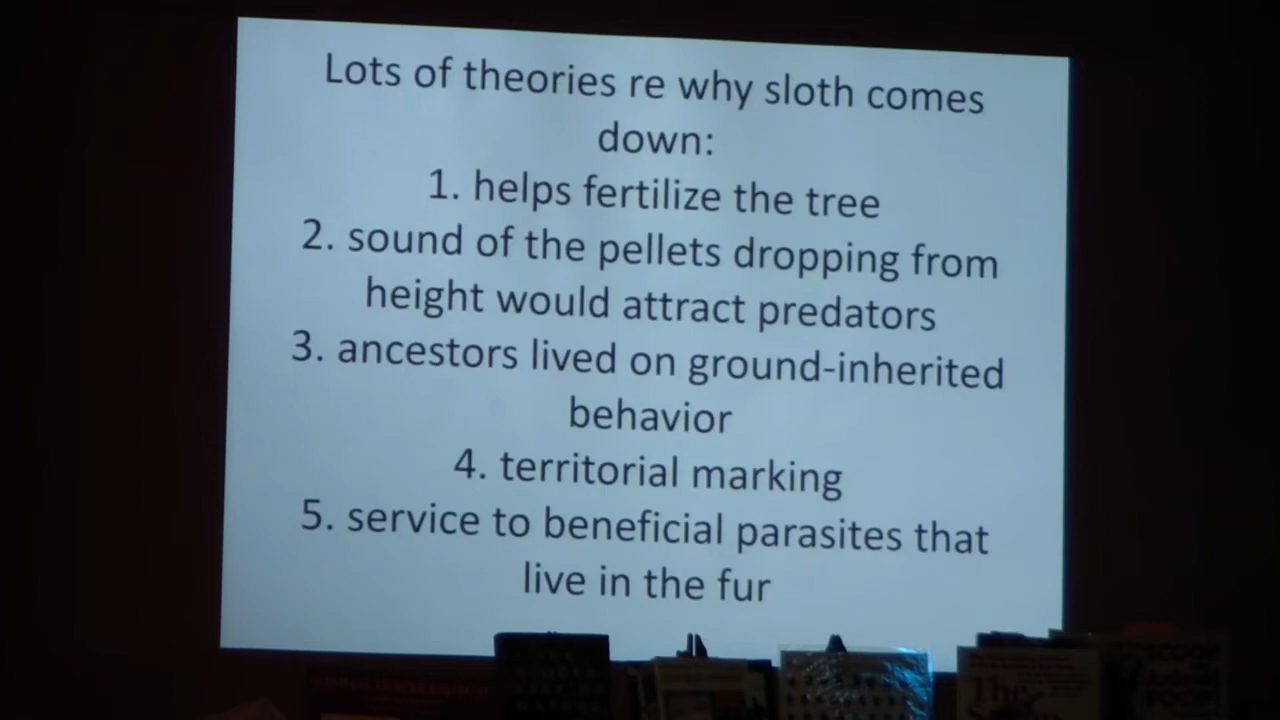 Lots of theories re why sloth comes
down:
1. helps fertilize the tree
2. sound of the pellets dropping from
height would attract predators
3. ancestors lived on ground-inherited
behavior
4. territorial marking
5. service to beneficial parasites that
live in the fur
The